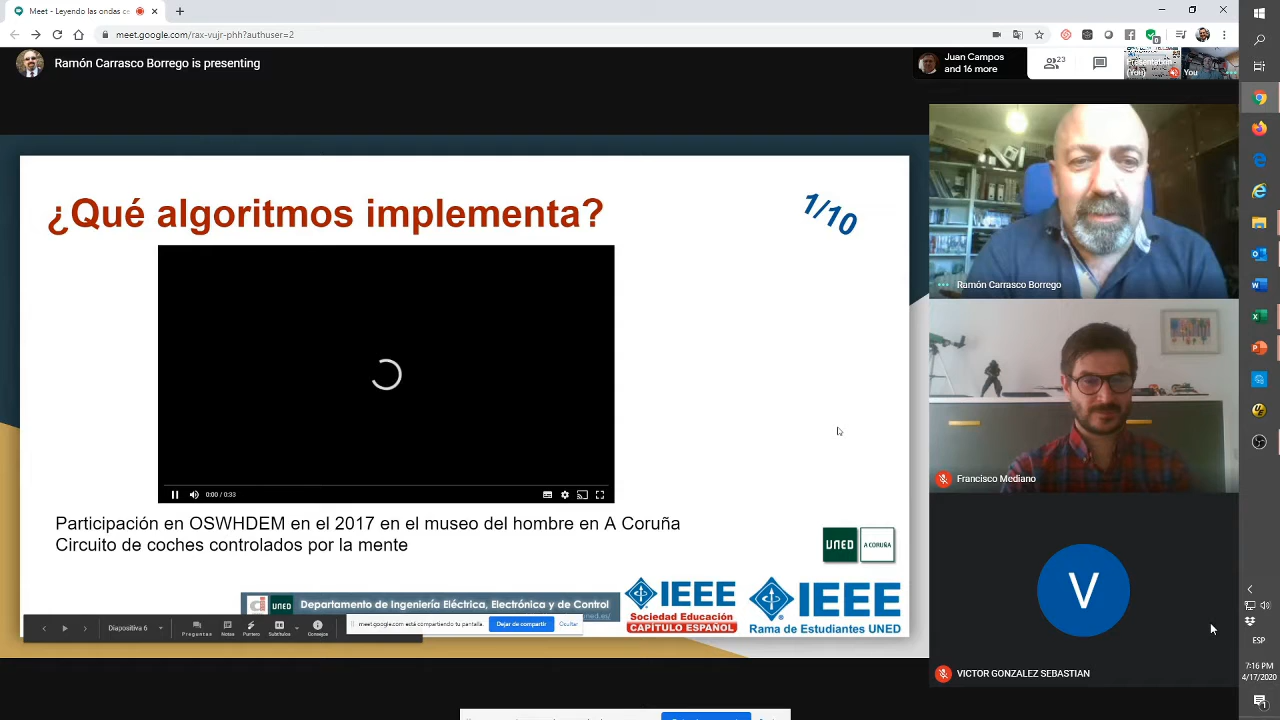 Meet - Leyendo las ondas ce
meet.google.com/rax-vujr-phh?authuser=2
Ramón Carrasco Borrego is presenting
Juan Campos
and 16 more
23
Presentation
(You)
You
¿Qué algoritmos implementa?
1/10
0:00 / 0:33
Participación en OSWHDEM en el 2017 en el museo del hombre en A Coruña
Circuito de coches controlados por la mente
UNED
A CORUÑA
UNED
Departamento de Ingeniería Eléctrica, Electrónica y de Control
uned.es/
IEEE
Sociedad Educación
CAPÍTULO ESPAÑOL
IEEE
Rama de Estudiantes UNED
Diapositiva 6
Preguntas
Notas
Puntero
Subtítulos
Consejos
meet.google.com está compartiendo tu pantalla.
Dejar de compartir
Ocultar
Ramón Carrasco Borrego
Francisco Mediano
V
VICTOR GONZALEZ SEBASTIAN
ESP
7:16 PM
4/17/2020